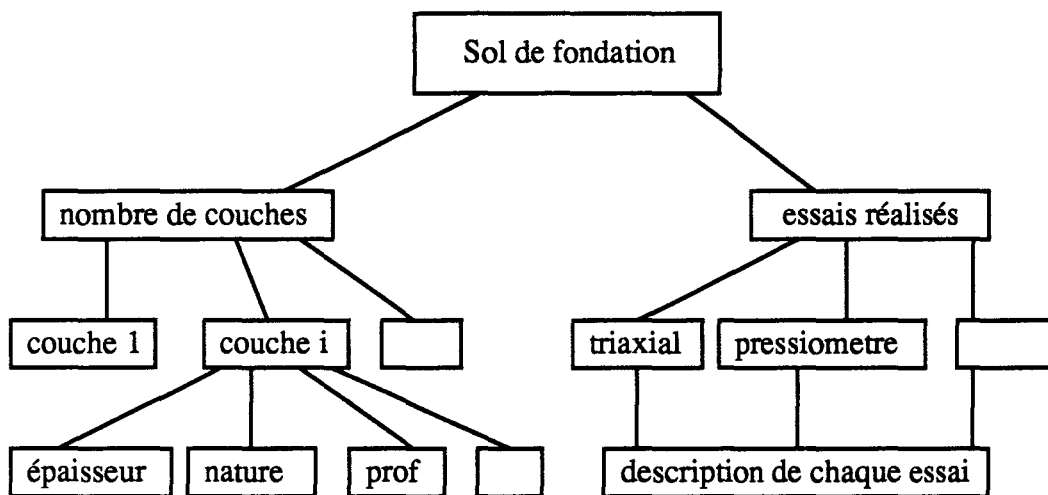 Sol de fondation
nombre de couches
essais réalisés
couche 1
couche i
triaxial
pressiometre
épaisseur
nature
prof
description de chaque essai